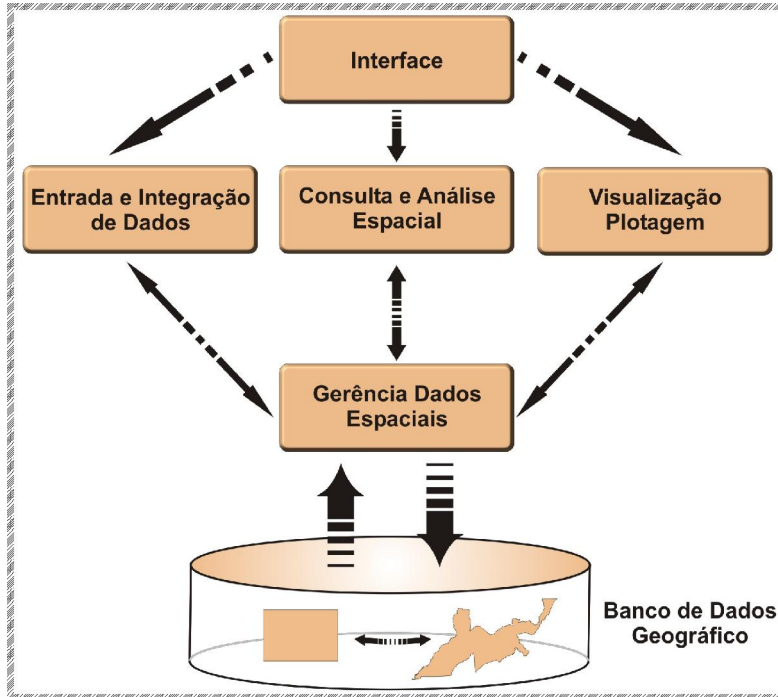 Interface
Entrada e Integração
de Dados
Consulta e Análise
Espacial
Visualização
Plotagem
Gerência Dados
Espaciais
Banco de Dados
Geográfico